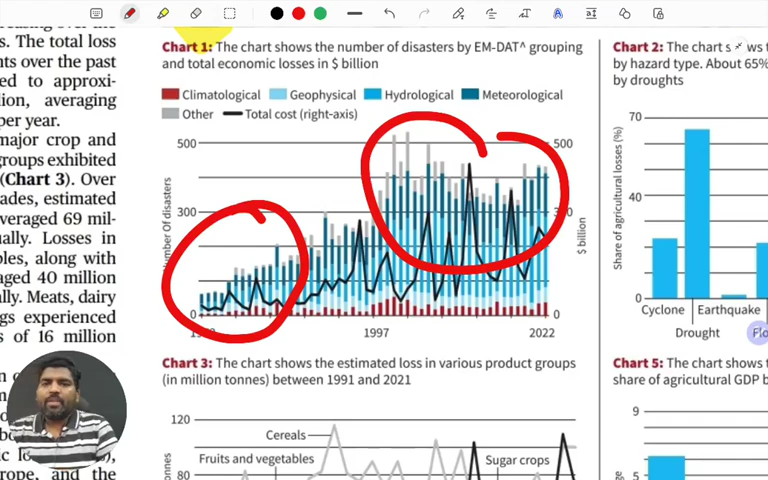 s. The total loss
nts over the past
ed to approxi-
ion, averaging
per year.
major crop and
groups exhibited
(Chart 3). Over
ades, estimated
veraged 69 mil-
ually. Losses in
oles, along with
aged 40 million
lly. Meats, dairy
ngs experienced
s of 16 million
Chart 1: The chart shows the number of disasters by EM-DAT^ grouping
and total economic losses in $ billion
Climatological Geophysical Hydrological Meteorological
Other Total cost (right-axis)
500 500
300
0 0
Number Of disasters
$ billion
1997 2022
Chart 3: The chart shows the estimated loss in various product groups
(in million tonnes) between 1991 and 2021
120
Cereals
Fruits and vegetables Sugar crops
80
onnes
Chart 2:
by hazard type. About 65%
by droughts
70
40
0
Share of agricultural losses (%)
Cyclone Earthquake
Drought Flo
Chart 5: The chart shows t
share of agricultural GDP b
9
6
rope, and the